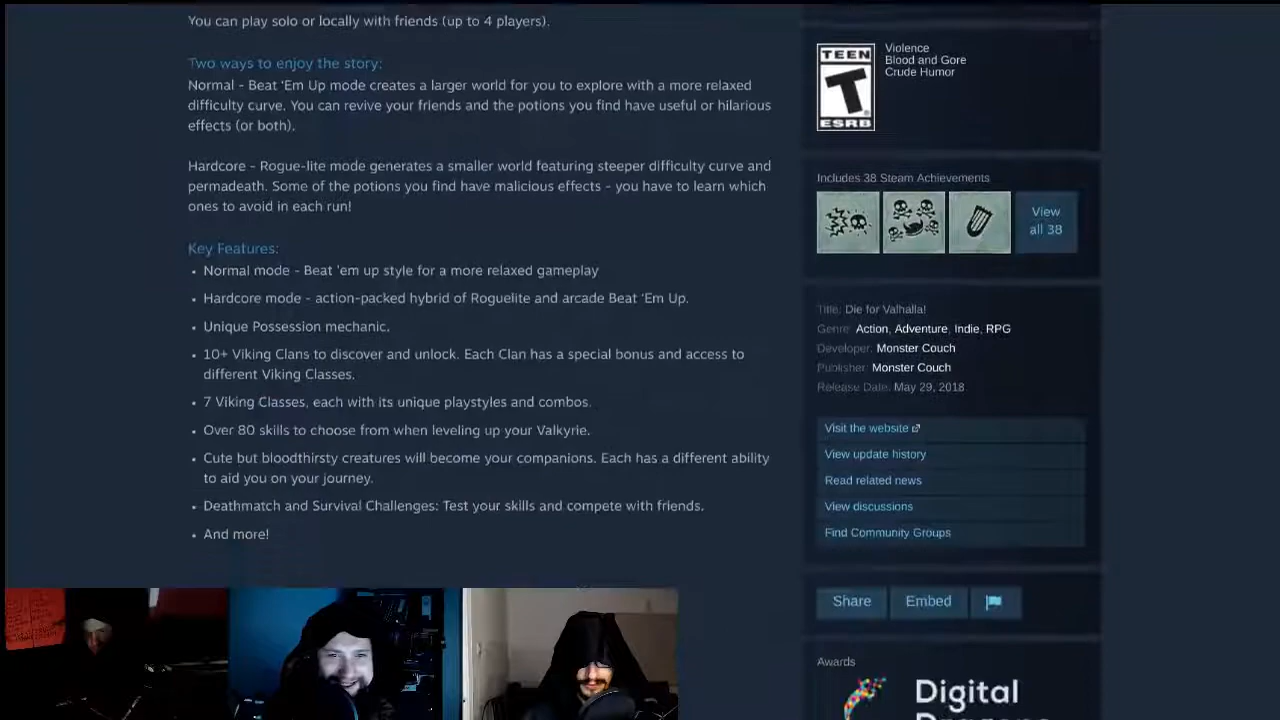 You can play solo or locally with friends (up to 4 players).
Two ways to enjoy the story:
Normal - Beat 'Em Up mode creates a larger world for you to explore with a more relaxed
difficulty curve. You can revive your friends and the potions you find have useful or hilarious
effects (or both).
Hardcore - Rogue-lite mode generates a smaller world featuring steeper difficulty curve and
permadeath. Some of the potions you find have malicious effects - you have to learn which
ones to avoid in each run!
Key Features:
• Normal mode - Beat 'em up style for a more relaxed gameplay
• Hardcore mode - action-packed hybrid of Roguelite and arcade Beat 'Em Up.
• Unique Possession mechanic.
• 10+ Viking Clans to discover and unlock. Each Clan has a special bonus and access to
different Viking Classes.
• 7 Viking Classes, each with its unique playstyles and combos.
• Over 80 skills to choose from when leveling up your Valkyrie.
• Cute but bloodthirsty creatures will become your companions. Each has a different ability
to aid you on your journey.
• Deathmatch and Survival Challenges: Test your skills and compete with friends.
• And more!
TEEN
T
ESRB
Violence
Blood and Gore
Crude Humor
Includes 38 Steam Achievements
View
all 38
Title: Die for Valhalla!
Genre: Action, Adventure, Indie, RPG
Developer: Monster Couch
Publisher: Monster Couch
Release Date: May 29, 2018
Visit the website
View update history
Read related news
View discussions
Find Community Groups
Share
Embed
Awards
Digital
Dragons